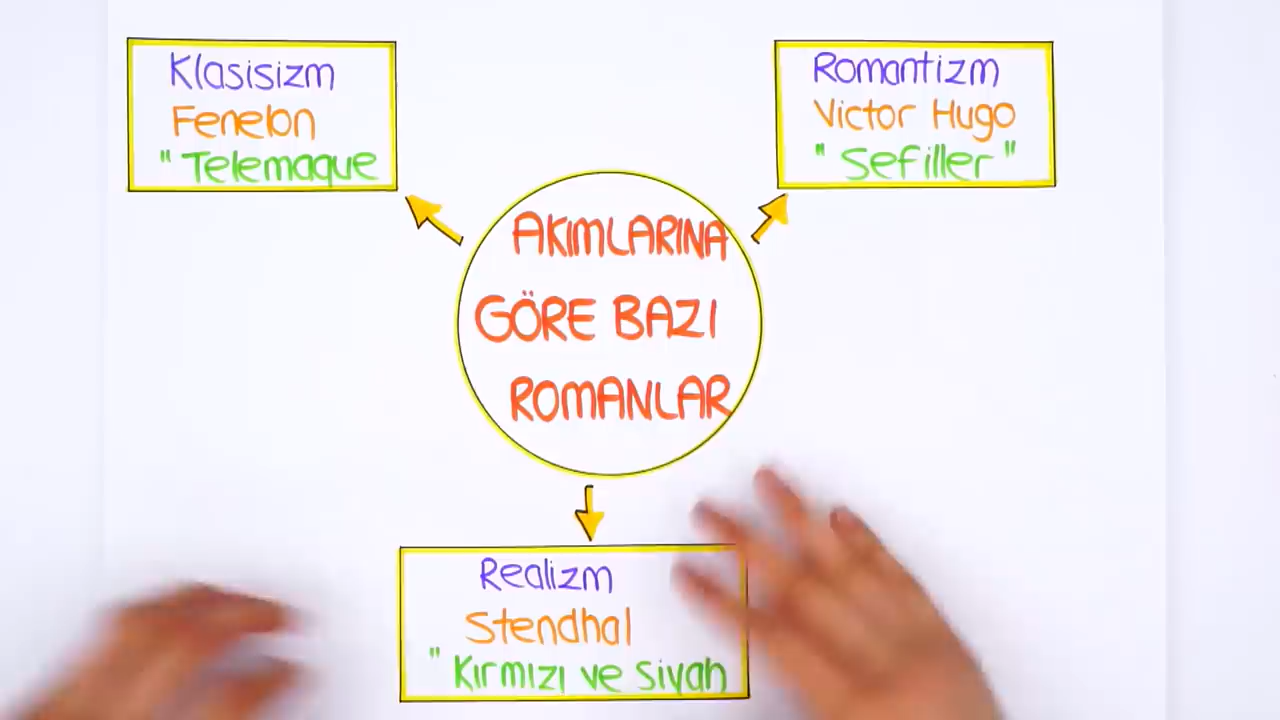 Klasisizm
Fenelon
" Telemaque
Romantizm
Victor Hugo
" Sefiller "
AKIMLARINA
GÖRE BAZI
ROMANLAR
Realizm
Stendhal
" Kırmızı ve Siyah